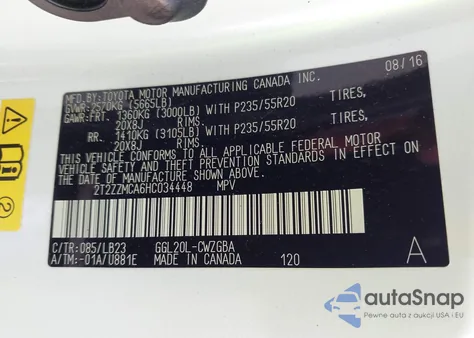 MFD. BY: TOYOTA MOTOR MANUFACTURING CANADA INC. 08/16
GVWR: 2570KG (5665LB)
GAWR: FRT. 1360KG (3000LB) WITH P235/55R20 TIRES,
20X8J RIMS.
RR. 1410KG (3105LB) WITH P235/55R20 TIRES,
20X8J RIMS.
THIS VEHICLE CONFORMS TO ALL APPLICABLE FEDERAL MOTOR
VEHICLE SAFETY AND THEFT PREVENTION STANDARDS IN EFFECT
ON THE DATE OF MANUFACTURE SHOWN ABOVE.
2T2ZZMCA6HC034448 MPV
C/TR: 085/LB23 GGL20L-CWZGBA A
A/TM: -01A/U881E MADE IN CANADA 120
2
autoSnap
Pewne auta z USA i EU